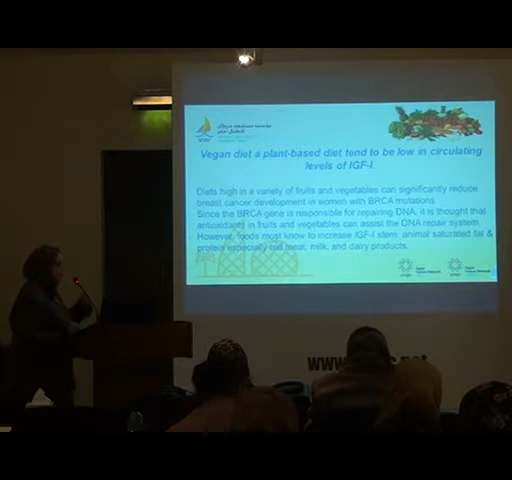 Vegan diet a plant-based diet tend to be low in circulating
levels of IGF-I.
Diets high in a variety of fruits and vegetables can significantly reduce
breast cancer development in women with BRCA mutations.
Since the BRCA gene is responsible for repairing DNA, it is thought that
antioxidants in fruits and vegetables can assist the DNA repair system.
However, foods most know to increase IGF-I stem: animal saturated fat &
protein especially red meat, milk, and dairy products.